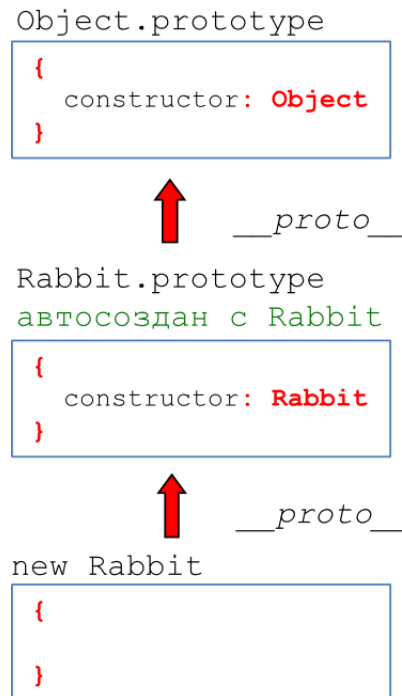 Object.prototype
{
constructor: Object
}
__proto__
Rabbit.prototype
автосоздан с Rabbit
{
constructor: Rabbit
}
__proto__
new Rabbit
{
}